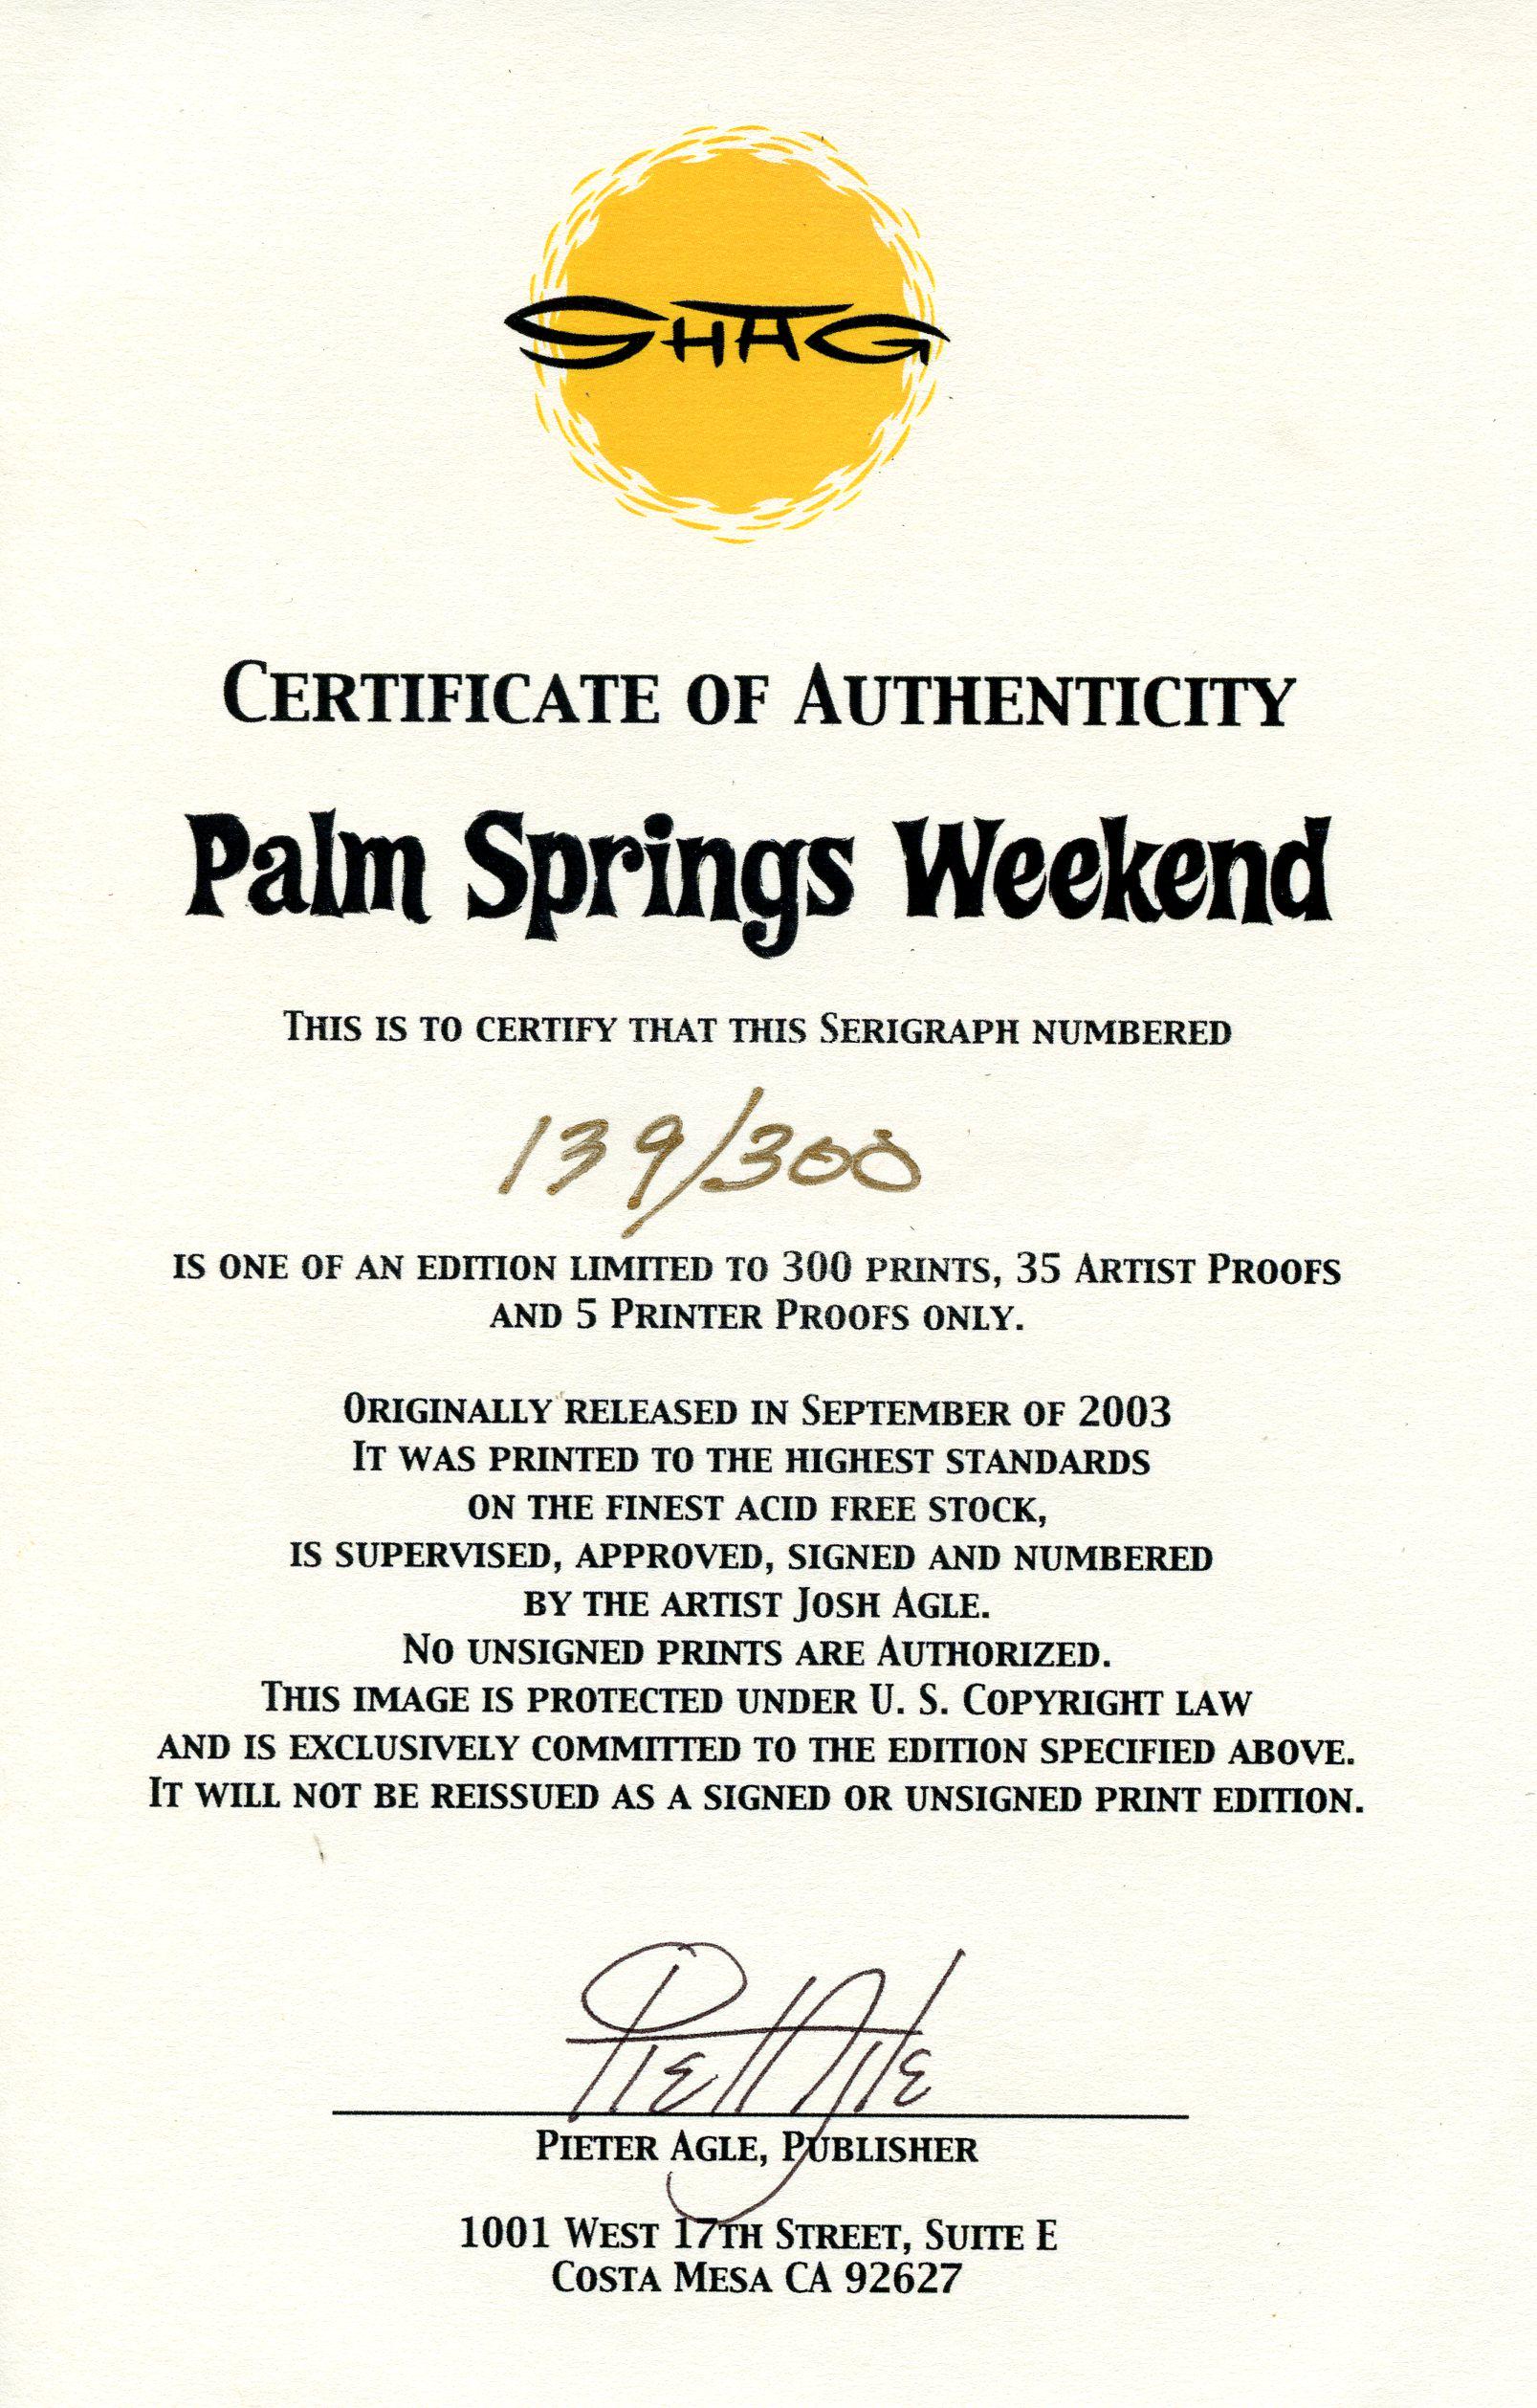 SHAG
CERTIFICATE OF AUTHENTICITY
Palm Springs Weekend
THIS IS TO CERTIFY THAT THIS SERIGRAPH NUMBERED
139/300
IS ONE OF AN EDITION LIMITED TO 300 PRINTS, 35 ARTIST PROOFS
AND 5 PRINTER PROOFS ONLY.
ORIGINALLY RELEASED IN SEPTEMBER OF 2003
IT WAS PRINTED TO THE HIGHEST STANDARDS
ON THE FINEST ACID FREE STOCK,
IS SUPERVISED, APPROVED, SIGNED AND NUMBERED
BY THE ARTIST JOSH AGLE.
NO UNSIGNED PRINTS ARE AUTHORIZED.
THIS IMAGE IS PROTECTED UNDER U. S. COPYRIGHT LAW
AND IS EXCLUSIVELY COMMITTED TO THE EDITION SPECIFIED ABOVE.
IT WILL NOT BE REISSUED AS A SIGNED OR UNSIGNED PRINT EDITION.
Pieter Agle
PIETER AGLE, PUBLISHER
1001 WEST 17TH STREET, SUITE E
COSTA MESA CA 92627